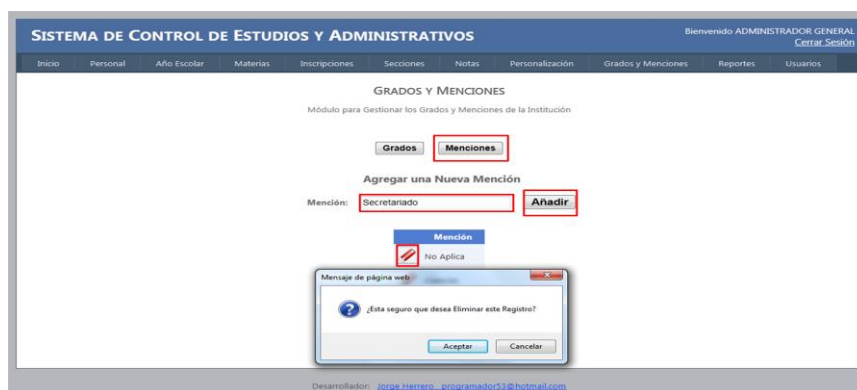 SISTEMA DE CONTROL DE ESTUDIOS Y ADMINISTRATIVOS
Bienvenido ADMINISTRADOR GENERAL
Cerrar Sesión
Inicio Personal Año Escolar Materias Inscripciones Secciones Notas Personalización Grados y Menciones Reportes Usuarios
GRADOS Y MENCIONES
Módulo para Gestionar los Grados y Menciones de la Institución
Grados Menciones
Agregar una Nueva Mención
Mención: Secretariado Añadir
Mención
No Aplica
Mensaje de página web
¿Esta seguro que desea Eliminar este Registro?
Aceptar Cancelar
Desarrollador: Jorge Herrero programador53@hotmail.com